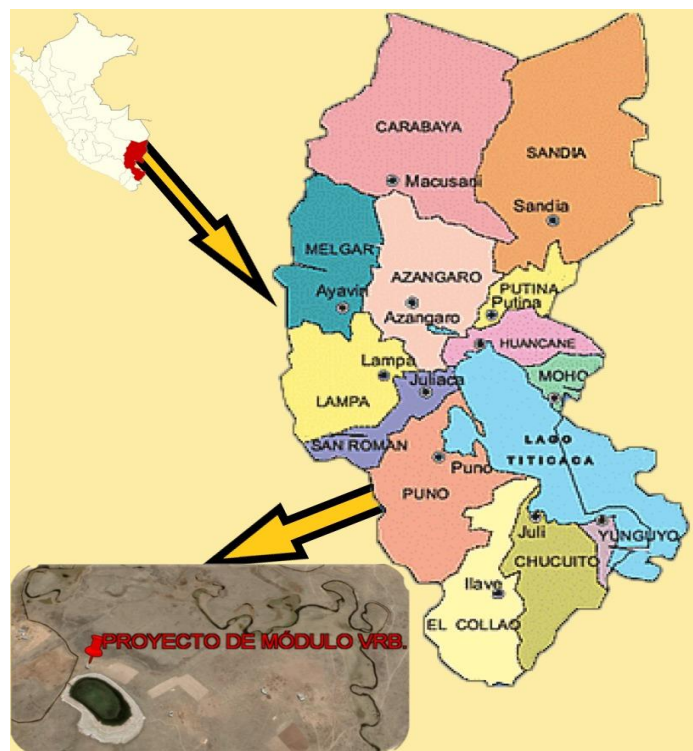 CARABAYA
Macusani
SANDIA
Sandia
MELGAR
Ayaviri
AZANGARO
Azangaro
PUTINA
Putina
HUANCANE
Lampa
LAMPA
Juliaca
MOHO
SAN ROMAN
LAGO
TITICACA
Puno
PUNO
Juli
YUNGUYO
CHUCUITO
Ilave
EL COLLAO
PROYECTO DE MÓDULO VRB.